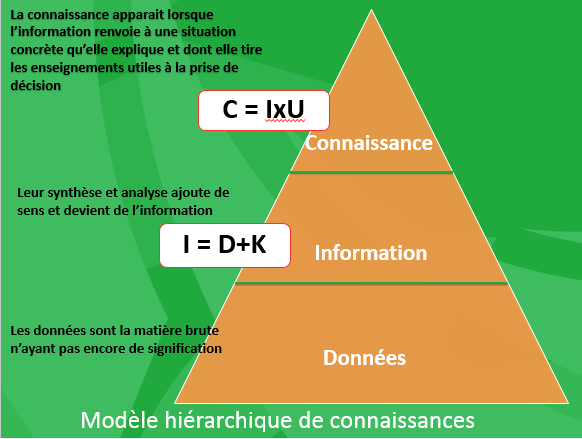 La connaissance apparait lorsque
l'information renvoie à une situation
concrète qu'elle explique et dont elle tire
les enseignements utiles à la prise de
décision
C = IxU
Connaissance
Leur synthèse et analyse ajoute de
sens et devient de l'information
I = D+K
Information
Les données sont la matière brute
n'ayant pas encore de signification
Données
Modèle hiérarchique de connaissances